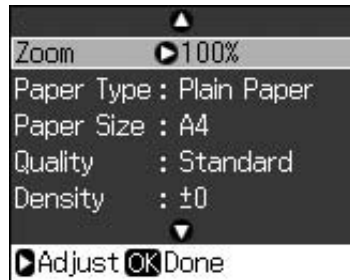 Zoom 100%
Paper Type : Plain Paper
Paper Size : A4
Quality : Standard
Density : ±0
Adjust OK Done